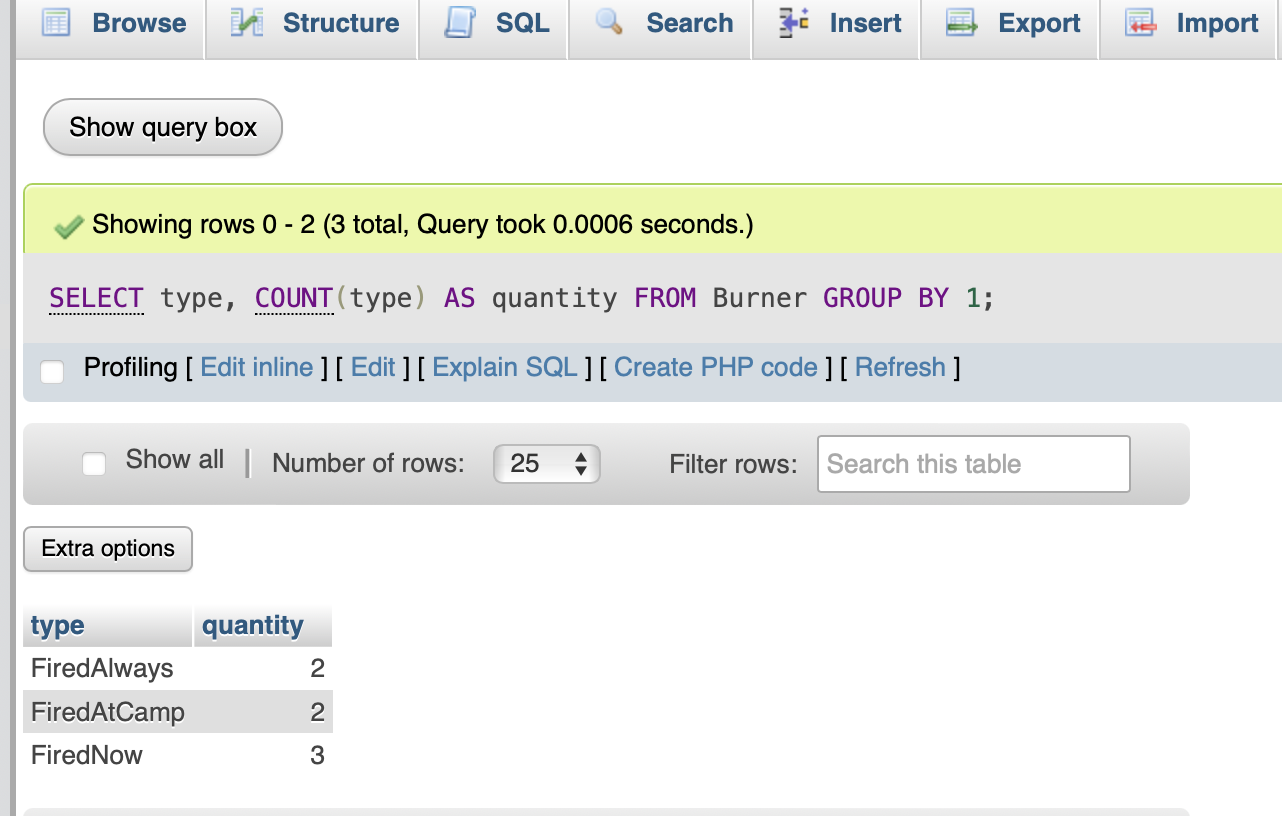 Browse Structure SQL Search Insert Export Import
Show query box
Showing rows 0 - 2 (3 total, Query took 0.0006 seconds.)
SELECT type, COUNT(type) AS quantity FROM Burner GROUP BY 1;
Profiling [ Edit inline ] [ Edit ] [ Explain SQL ] [ Create PHP code ] [ Refresh ]
Show all | Number of rows: 25 Filter rows: Search this table
Extra options
type quantity
FiredAlways 2
FiredAtCamp 2
FiredNow 3